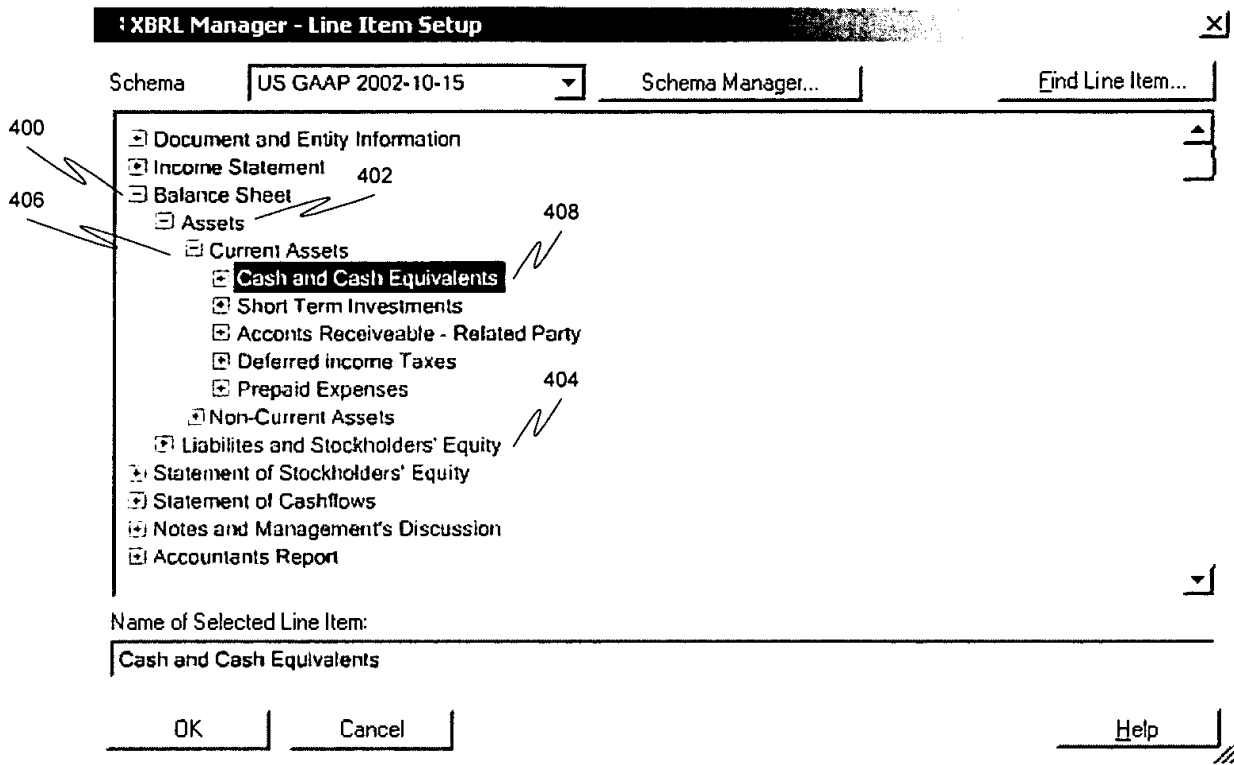 XBRL Manager - Line Item Setup
Schema US GAAP 2002-10-15 Schema Manager... Find Line Item...
400
Document and Entity Information
Income Statement
402
406
Balance Sheet
Assets
408
Current Assets
Cash and Cash Equivalents
Short Term Investments
Acconts Receiveable - Related Party
Deferred Income Taxes
Prepaid Expenses
404
Non-Current Assets
Liabilites and Stockholders' Equity
Statement of Stockholders' Equity
Statement of Cashflows
Notes and Management's Discussion
Accountants Report
Name of Selected Line Item:
Cash and Cash Equivalents
OK Cancel Help